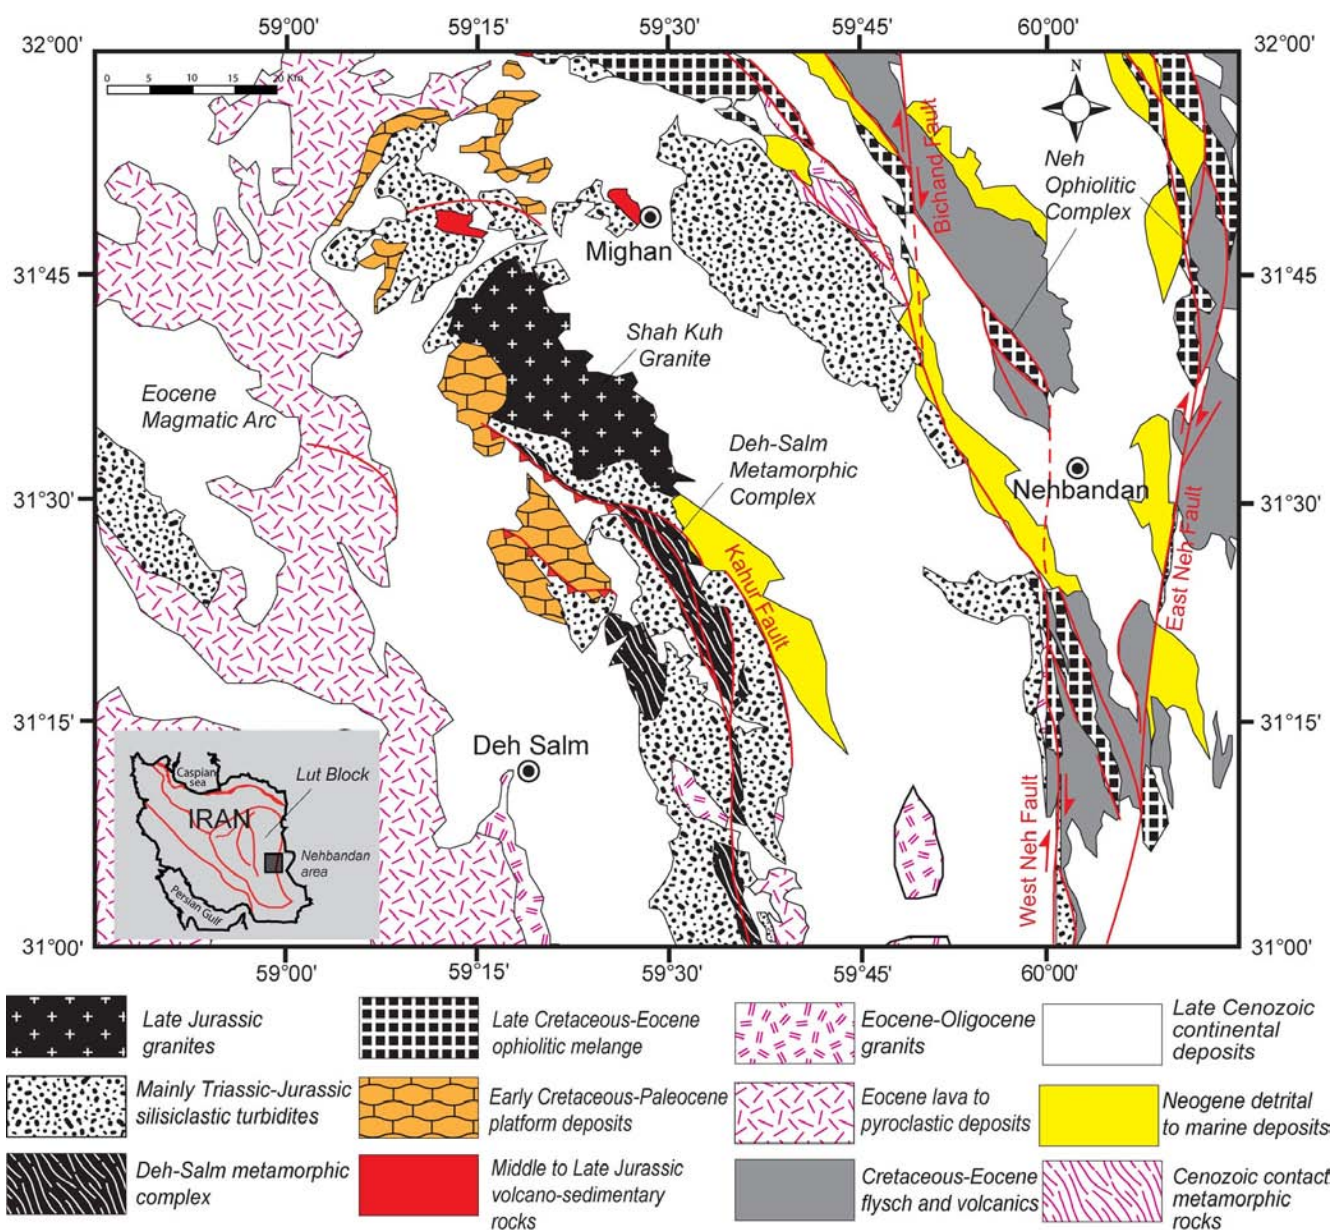 59°00'
59°15'
59°30'
59°45'
60°00'
32°00'
32°00'
0 5 10 15 20 Km
N
Bichand Fault
Neh
Ophiolitic
Complex
Mighan
31°45'
31°45'
Shah Kuh
Granite
Eocene
Magmatic Arc
Deh-Salm
Metamorphic
Complex
Nehbandan
31°30'
31°30'
Kahur Fault
East Neh Fault
31°15'
31°15'
Deh Salm
Caspian
sea
Lut Block
IRAN
Nehbandan
area
Persian Gulf
West Neh Fault
31°00'
31°00'
59°00'
59°15'
59°30'
59°45'
60°00'
Late Jurassic
granites
Late Cretaceous-Eocene
ophiolitic melange
Eocene-Oligocene
granits
Late Cenozoic
continental
deposits
Mainly Triassic-Jurassic
silisiclastic turbidites
Early Cretaceous-Paleocene
platform deposits
Eocene lava to
pyroclastic deposits
Neogene detrital
to marine deposits
Deh-Salm metamorphic
complex
Middle to Late Jurassic
volcano-sedimentary
rocks
Cretaceous-Eocene
flysch and volcanics
Cenozoic contact
metamorphic
rocks